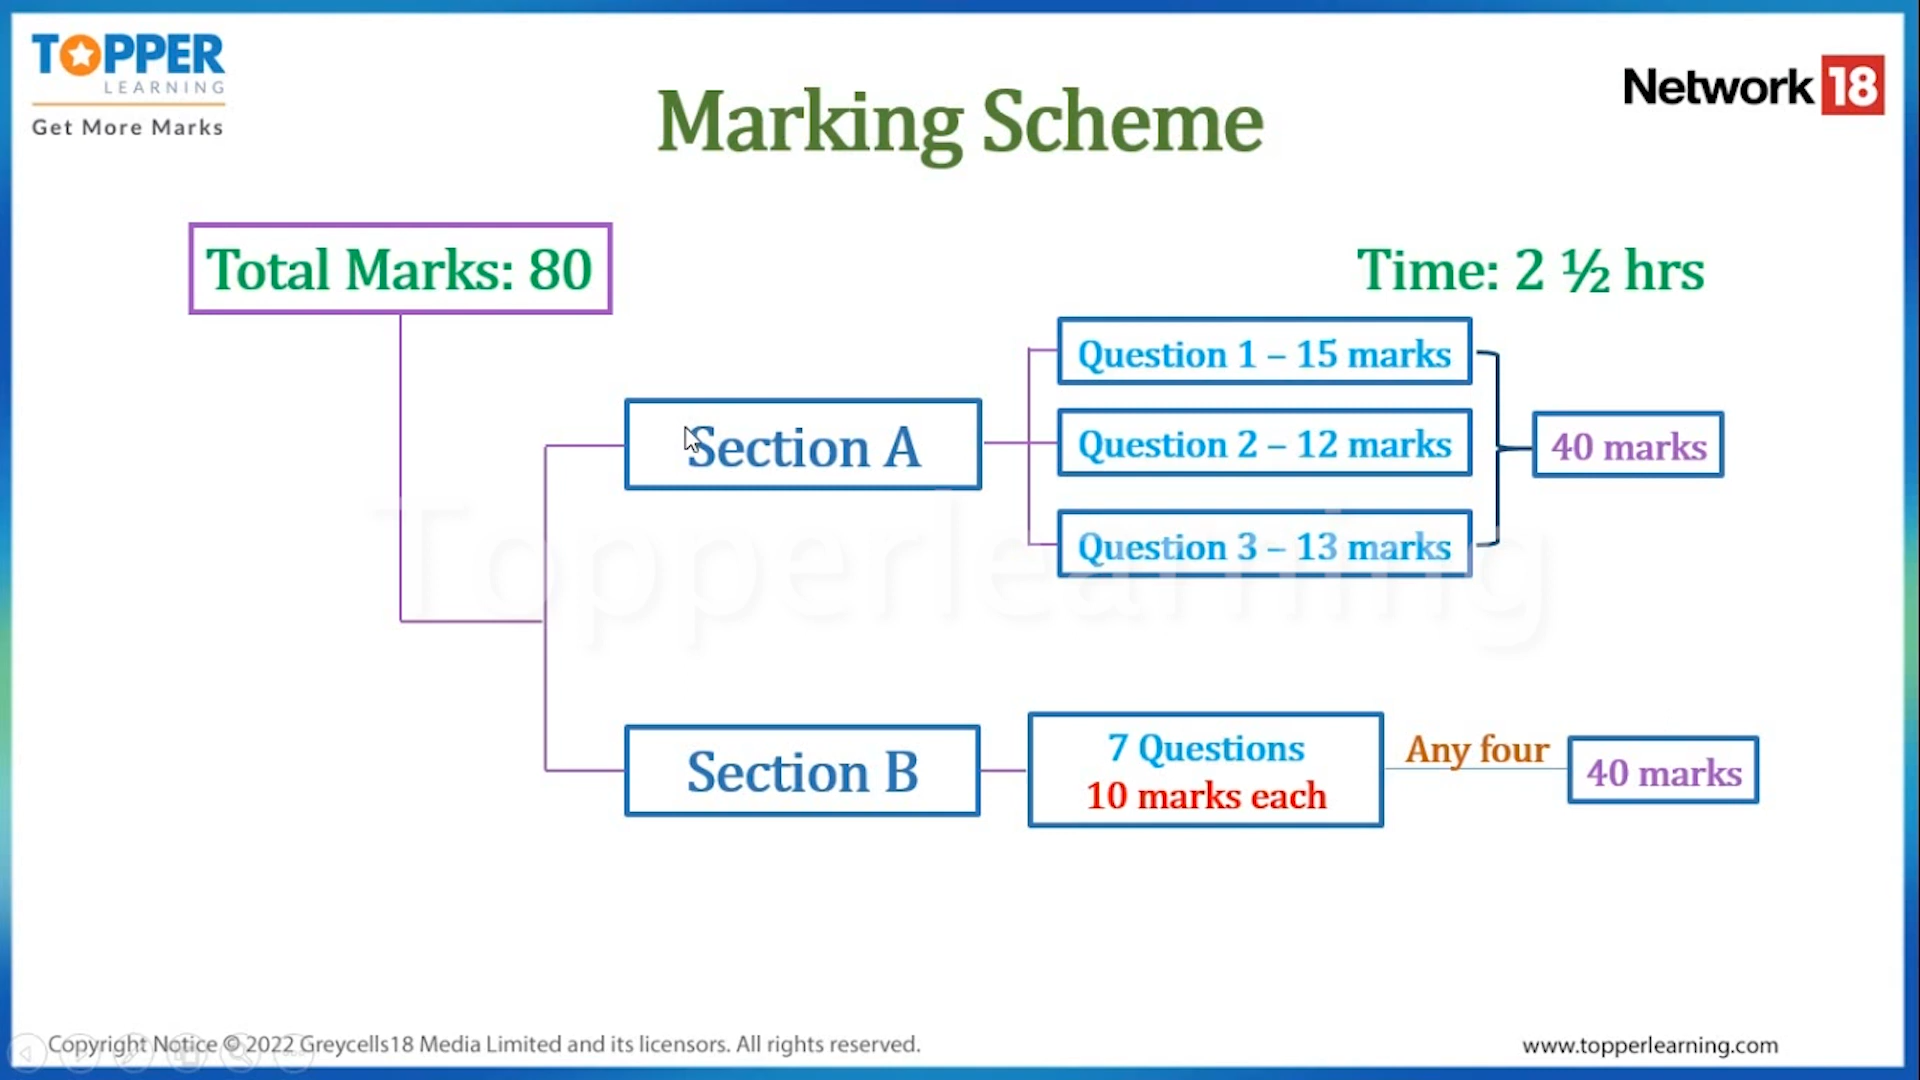 TOPPER
LEARNING
Get More Marks
Network 18
Marking Scheme
Total Marks: 80
Time: 2 ½ hrs
Section A
Question 1 – 15 marks
Question 2 – 12 marks
Question 3 – 13 marks
40 marks
Topperlearning
Section B
7 Questions
10 marks each
Any four
40 marks
Copyright Notice © 2022 Greycells18 Media Limited and its licensors. All rights reserved.
www.topperlearning.com